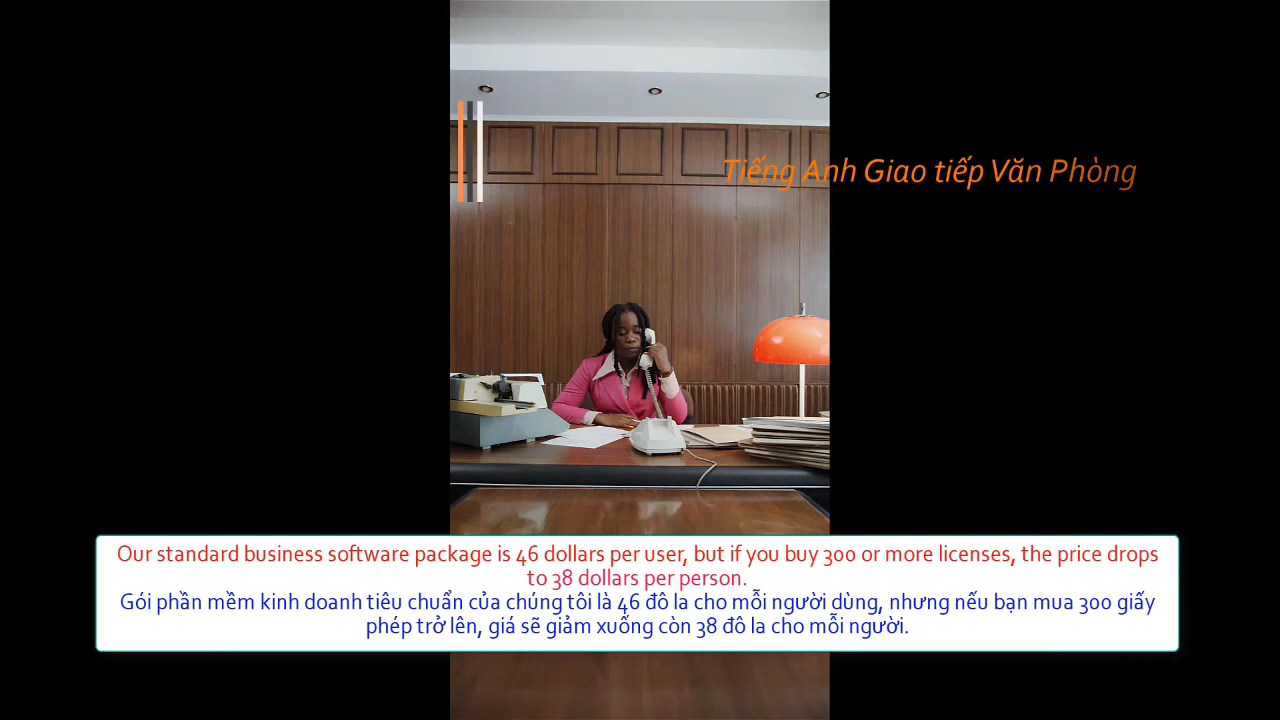 Tiếng Anh Giao tiếp Văn Phòng
Our standard business software package is 46 dollars per user, but if you buy 300 or more licenses, the price drops
to 38 dollars per person.
Gói phần mềm kinh doanh tiêu chuẩn của chúng tôi là 46 đô la cho mỗi người dùng, nhưng nếu bạn mua 300 giấy
phép trở lên, giá sẽ giảm xuống còn 38 đô la cho mỗi người.